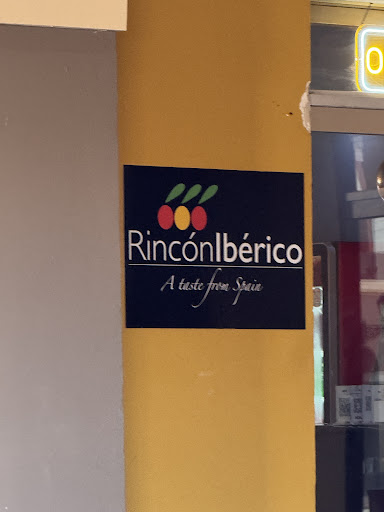 RincónIbérico
A taste from Spain